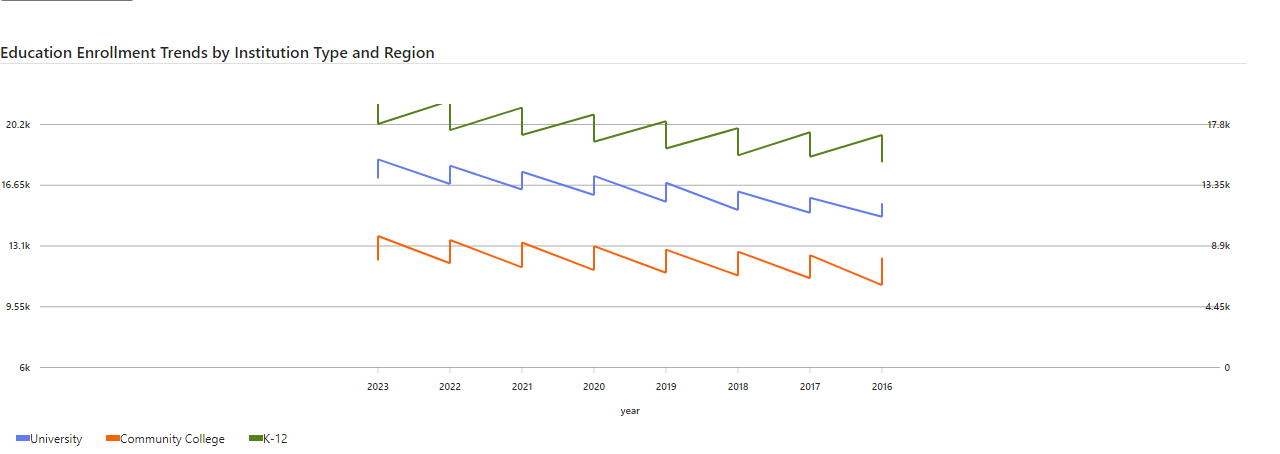 Education Enrollment Trends by Institution Type and Region
20.2k 17.8k
16.65k 13.35k
13.1k 8.9k
9.55k 4.45k
6k 0
2023 2022 2021 2020 2019 2018 2017 2016
year
University Community College K-12